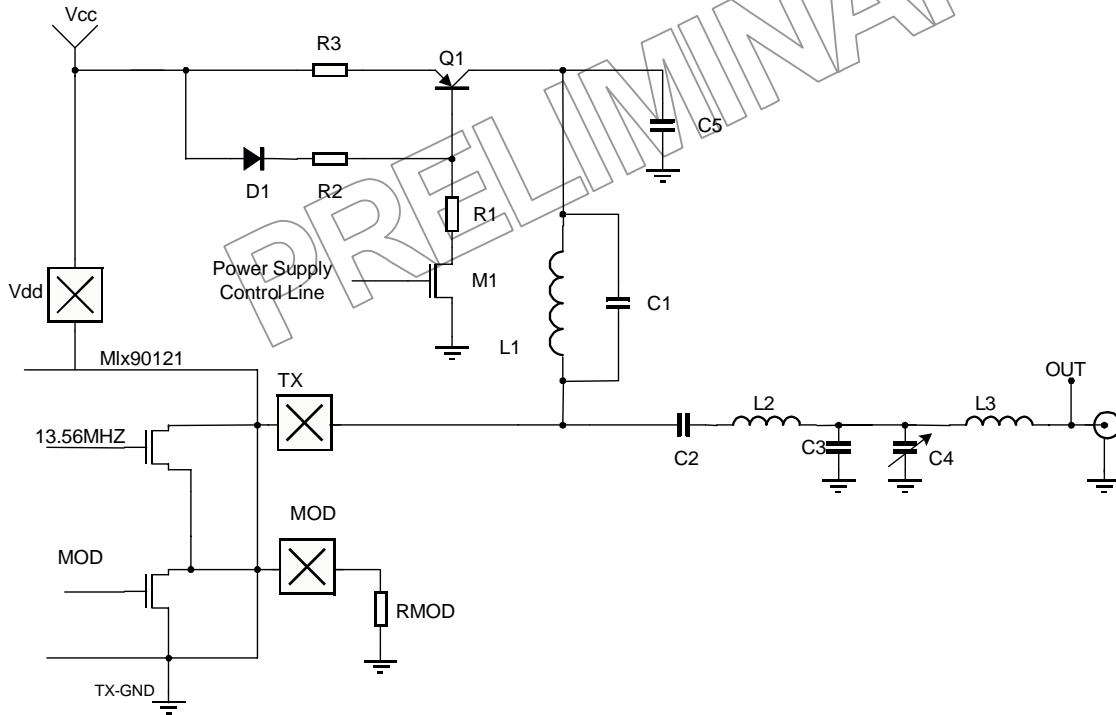 PRELIMINA
Vcc
R3
Q1
C5
D1
R2
R1
Power Supply
Control Line
M1
Vdd
C1
L1
Mlx90121
TX
OUT
L2
L3
13.56MHZ
C2
C3
C4
MOD
MOD
RMOD
TX-GND